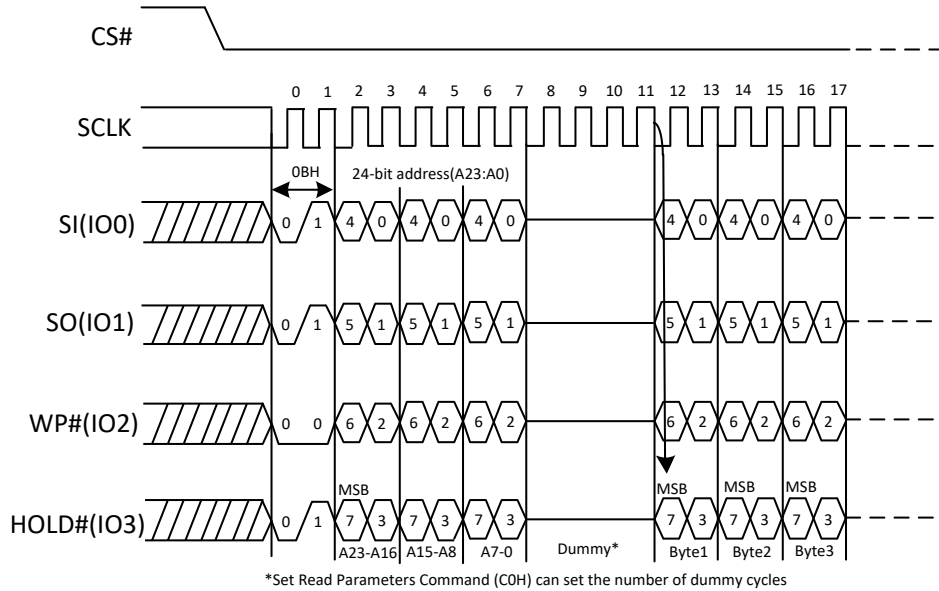 CS#
0 1 2 3 4 5 6 7 8 9 10 11 12 13 14 15 16 17
SCLK
0BH 24-bit address(A23:A0)
SI(IO0) 0 1 4 0 4 0 4 0 4 0 4 0 4 0
SO(IO1) 0 1 5 1 5 1 5 1 5 1 5 1 5 1
WP#(IO2) 0 0 6 2 6 2 6 2 6 2 6 2 6 2
MSB MSB MSB MSB
HOLD#(IO3) 0 1 7 3 7 3 7 3 7 3 7 3 7 3
A23-A16 A15-A8 A7-0 Dummy* Byte1 Byte2 Byte3
*Set Read Parameters Command (C0H) can set the number of dummy cycles